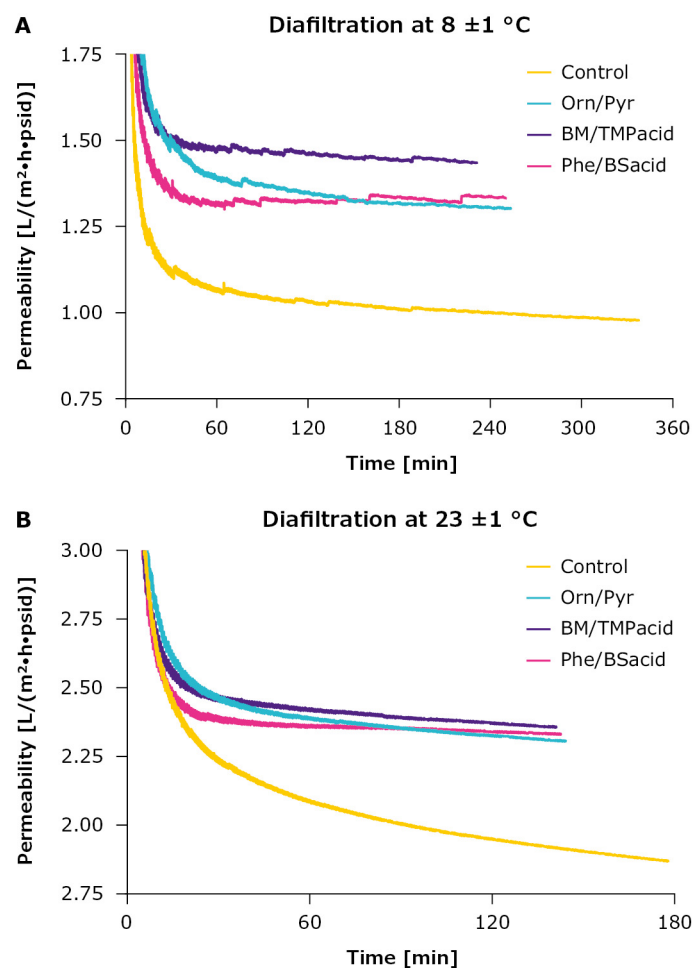 A
Diafiltration at 8 ±1 °C
Permeability [L/(m²•h•psid)]
1.75
1.50
1.25
1.00
0.75
0
60
120
180
240
300
360
Time [min]
Control
Orn/Pyr
BM/TMPacid
Phe/BSacid
B
Diafiltration at 23 ±1 °C
Permeability [L/(m²•h•psid)]
3.00
2.75
2.50
2.25
2.00
2.75
0
60
120
180
Time [min]
Control
Orn/Pyr
BM/TMPacid
Phe/BSacid